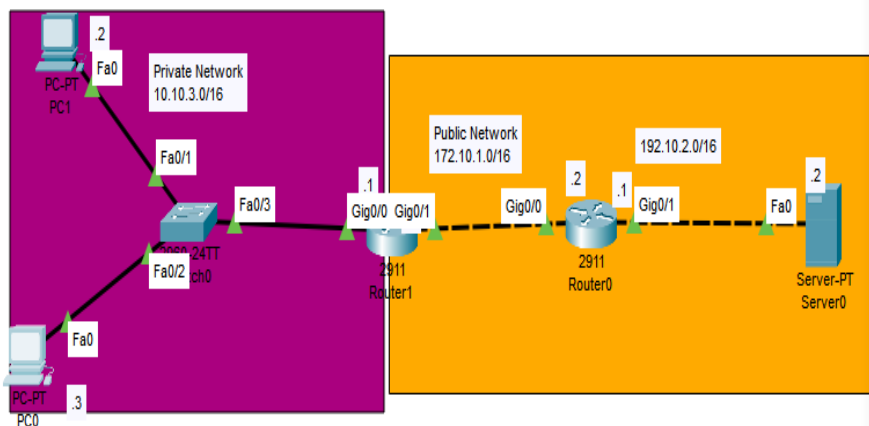 .2
Fa0
PC-PT
PC1
Private Network
10.10.3.0/16
Fa0/1
Fa0/3
.1
Gig0/0
Gig0/1
2911
Router1
Fa0/2
Fa0
PC-PT
PC0
.3
Public Network
172.10.1.0/16
Gig0/0
.2
.1
192.10.2.0/16
Gig0/1
2911
Router0
.2
Fa0
Server-PT
Server0